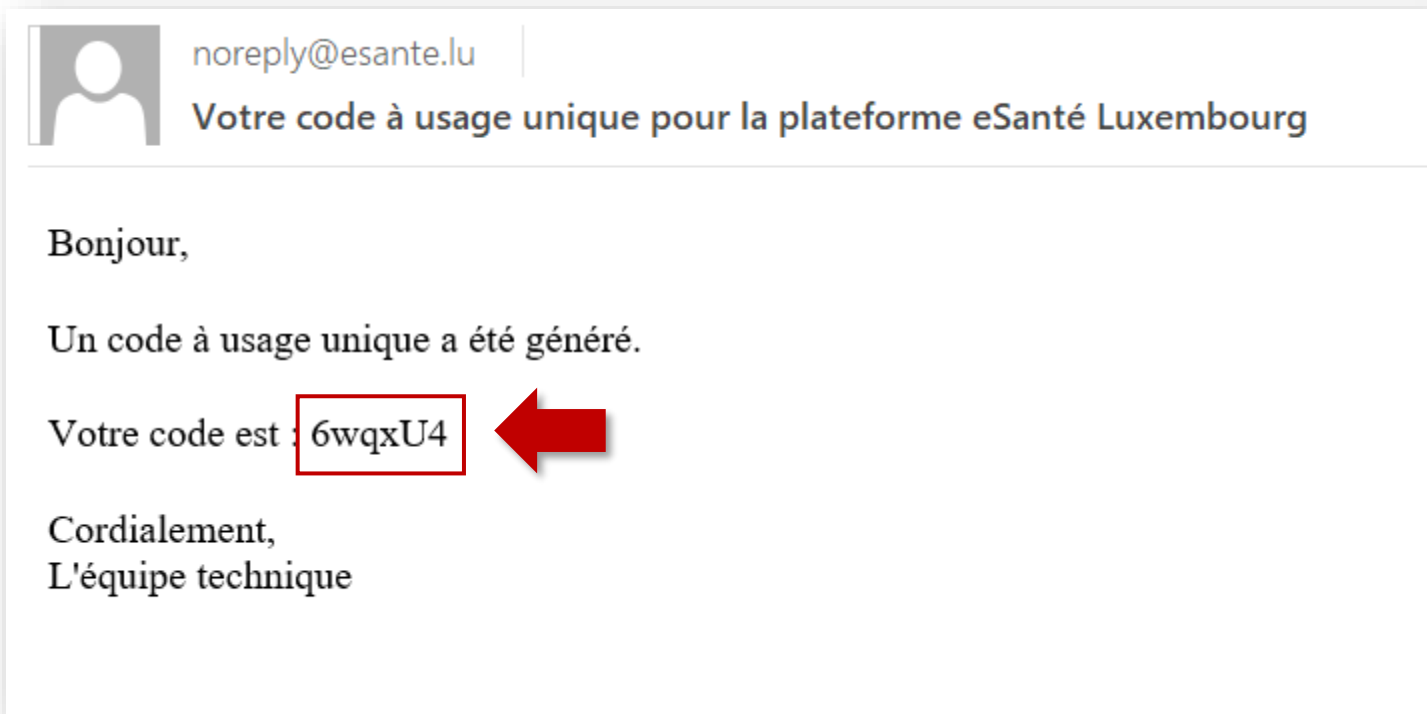 noreply@esante.lu
Votre code à usage unique pour la plateforme eSanté Luxembourg
Bonjour,
Un code à usage unique a été généré.
Votre code est : 6wqxU4
Cordialement,
L'équipe technique